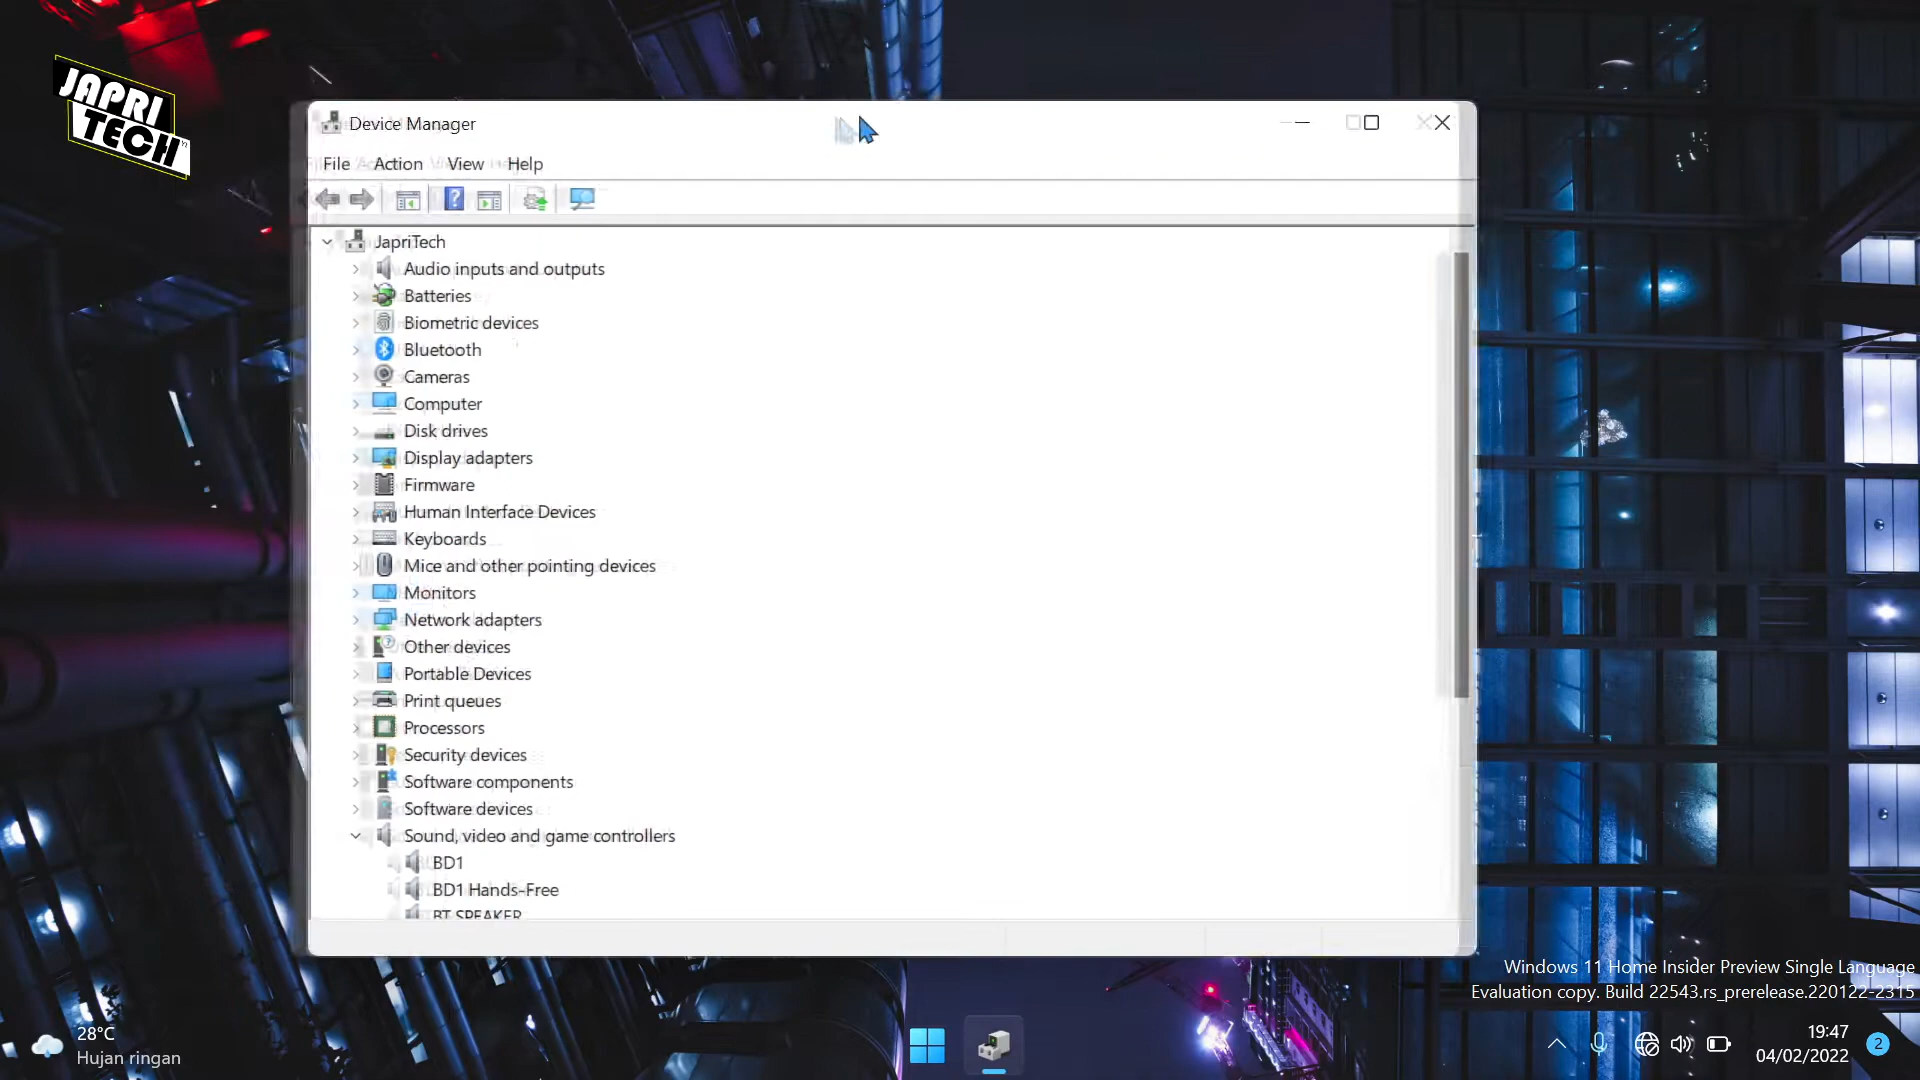 JAPRI
TECH
Device Manager
File Action View Help
JapriTech
Audio inputs and outputs
Batteries
Biometric devices
Bluetooth
Cameras
Computer
Disk drives
Display adapters
Firmware
Human Interface Devices
Keyboards
Mice and other pointing devices
Monitors
Network adapters
Other devices
Portable Devices
Print queues
Processors
Security devices
Software components
Software devices
Sound, video and game controllers
BD1
BD1 Hands-Free
BT SPEAKER
Windows 11 Home Insider Preview Single Language
Evaluation copy. Build 22543.rs_prerelease.220122-2315
28°C
Hujan ringan
19:47
04/02/2022
2